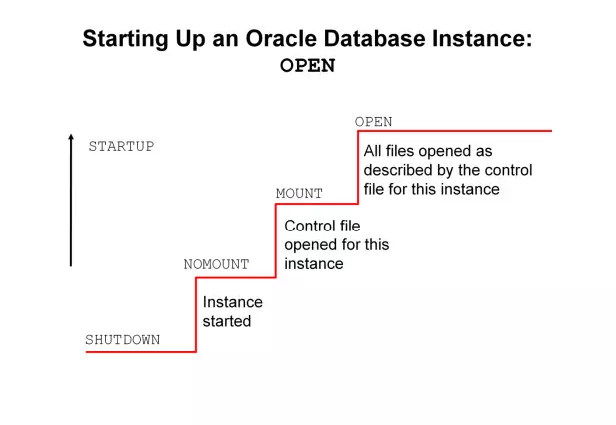 Starting Up an Oracle Database Instance:
OPEN
OPEN
STARTUP
All files opened as
described by the control
file for this instance
MOUNT
Control file
opened for this
instance
NOMOUNT
Instance
started
SHUTDOWN